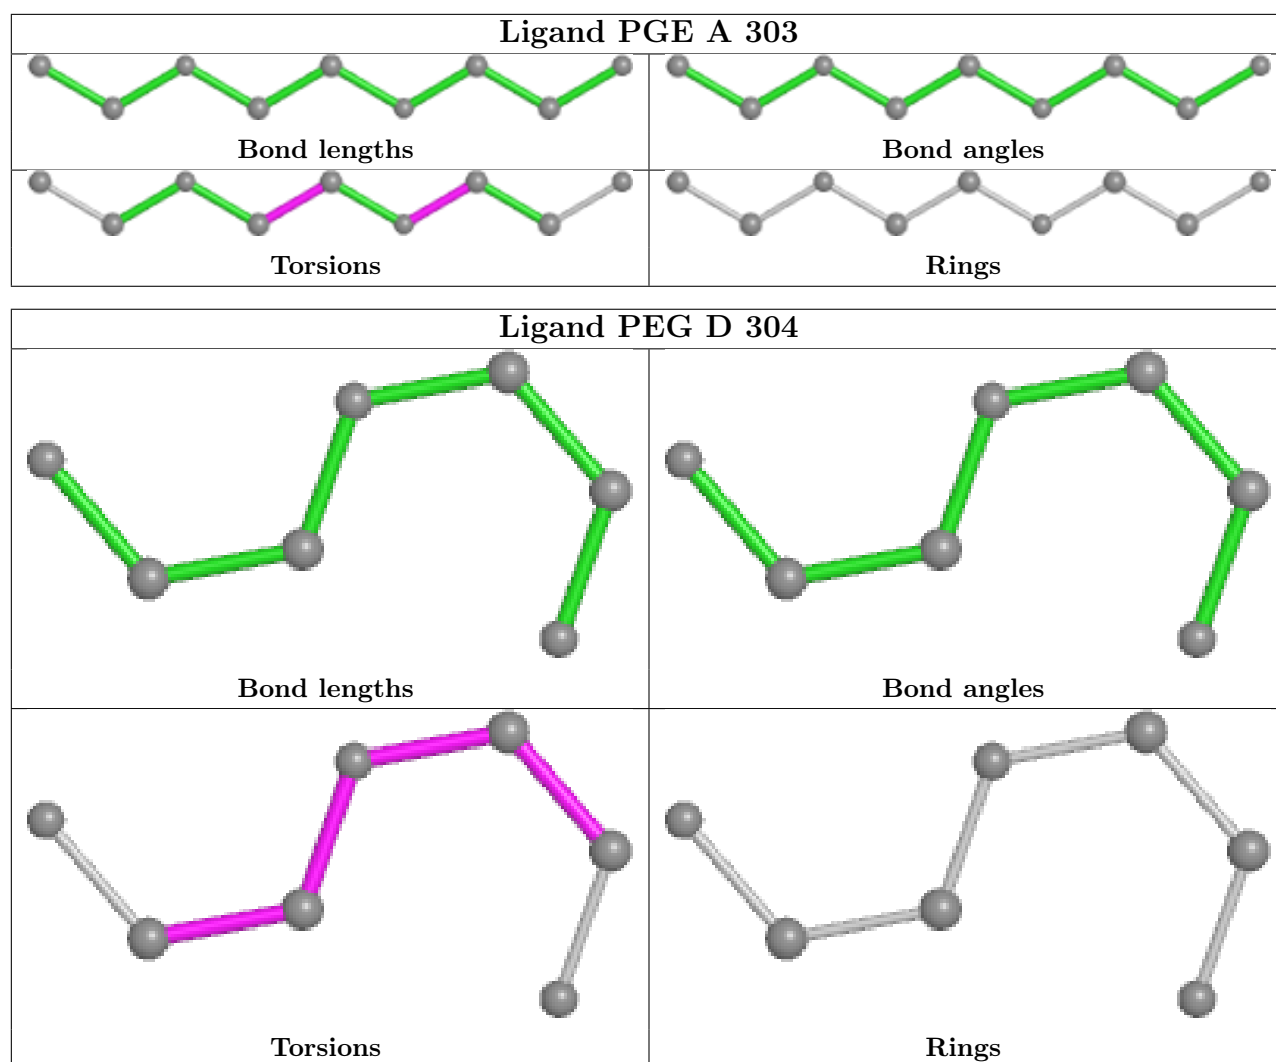 Ligand PGE A 303
Bond lengths
Bond angles
Torsions
Rings
Ligand PEG D 304
Bond lengths
Bond angles
Torsions
Rings